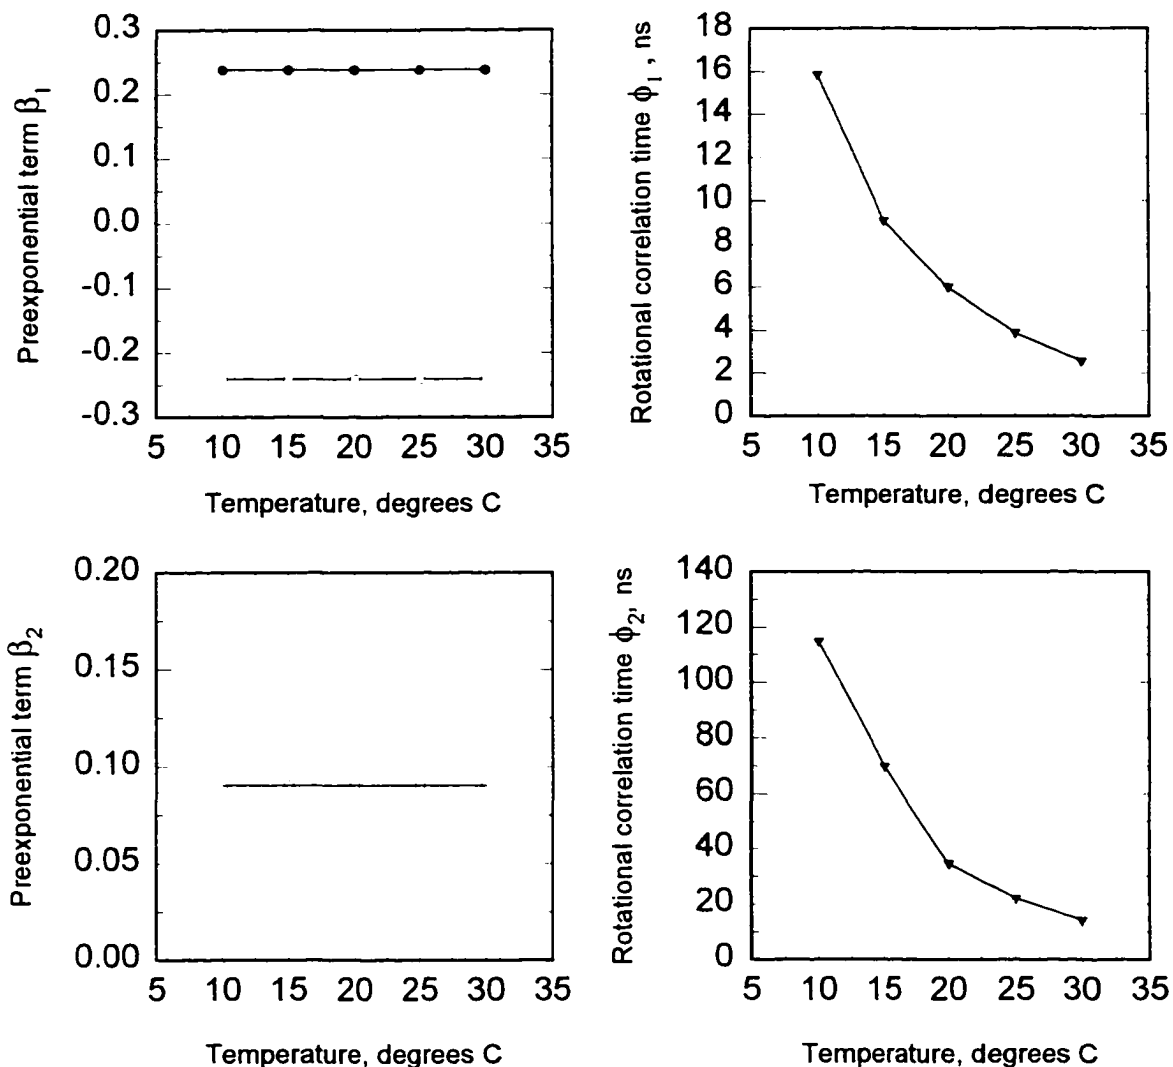 Preexponential term β1
0.3
0.2
0.1
0.0
-0.1
-0.2
-0.3
5 10 15 20 25 30 35
Temperature, degrees C
Rotational correlation time ϕ1 , ns
18
16
14
12
10
8
6
4
2
0
5 10 15 20 25 30 35
Temperature, degrees C
Preexponential term β2
0.20
0.15
0.10
0.05
0.00
5 10 15 20 25 30 35
Temperature, degrees C
Rotational correlation time ϕ2, ns
140
120
100
80
60
40
20
0
5 10 15 20 25 30 35
Temperature, degrees C